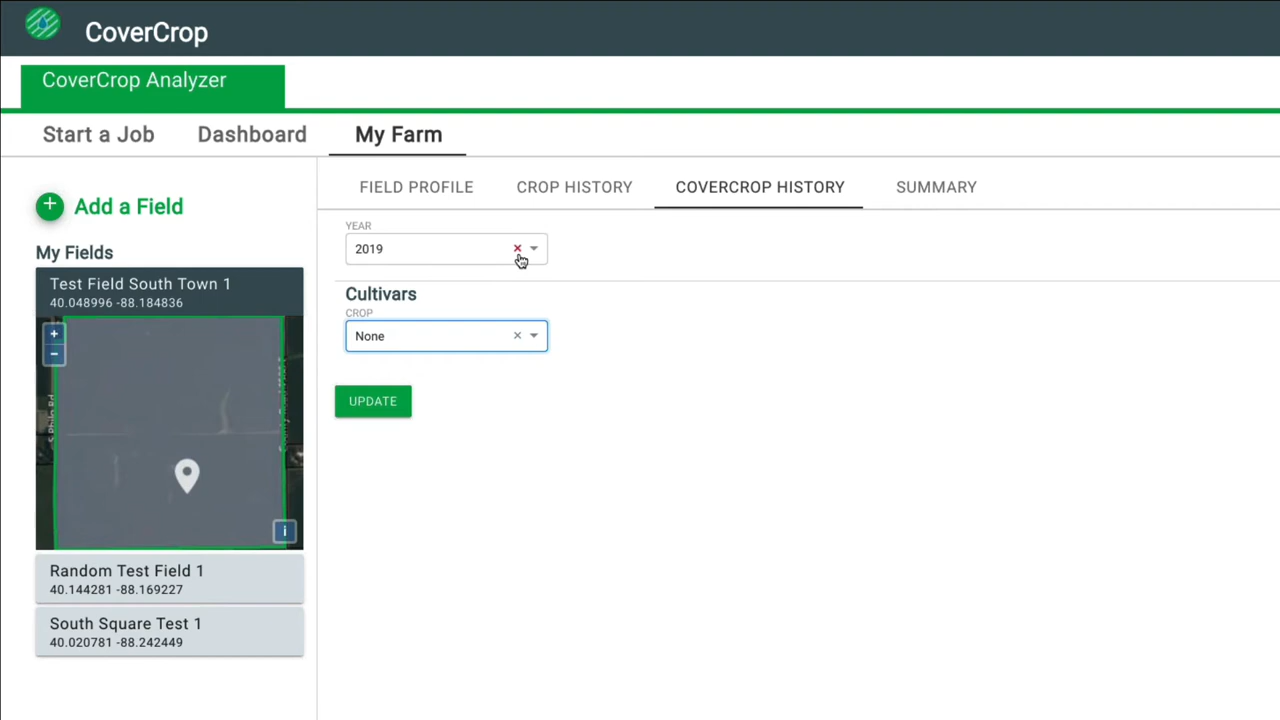 CoverCrop
CoverCrop Analyzer
Start a Job Dashboard My Farm
Add a Field
FIELD PROFILE CROP HISTORY COVERCROP HISTORY SUMMARY
YEAR
2019
Cultivars
CROP
None
UPDATE
My Fields
Test Field South Town 1
40.048996 -88.184836
+
−
S Philo Rd
i
Random Test Field 1
40.144281 -88.169227
South Square Test 1
40.020781 -88.242449